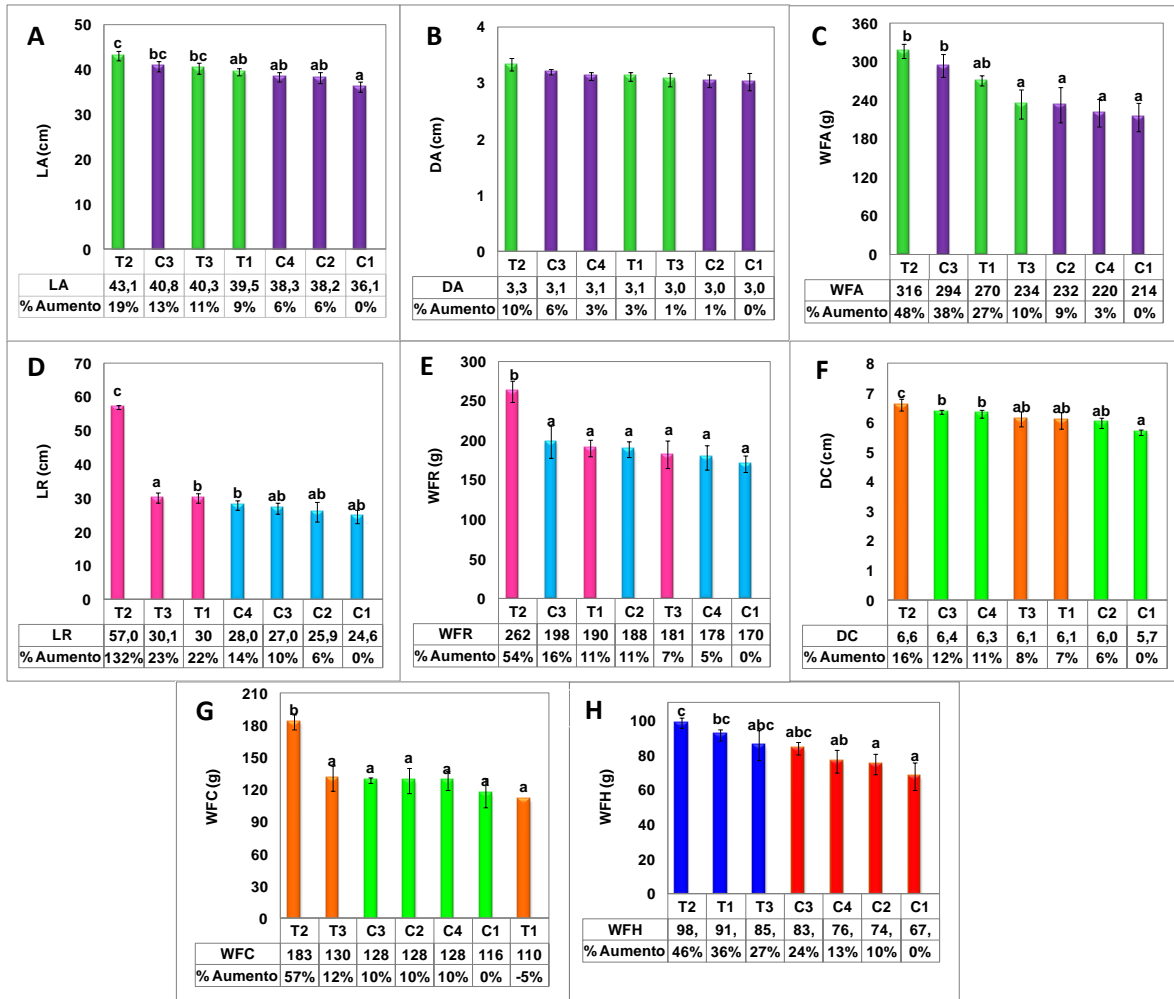 A
LA (cm)
50
40
30
20
10
0
c bc bc ab ab ab a
T2 C3 T3 T1 C4 C2 C1
LA 43,1 40,8 40,3 39,5 38,3 38,2 36,1
% Aumento 19% 13% 11% 9% 6% 6% 0%
B
DA (cm)
4
3
2
1
0
T2 C3 C4 T1 T3 C2 C1
DA 3,3 3,1 3,1 3,1 3,0 3,0 3,0
% Aumento 10% 6% 3% 3% 1% 1% 0%
C
WFA (g)
360
300
240
180
120
60
0
b b ab a a a a
T2 C3 T1 T3 C2 C4 C1
WFA 316 294 270 234 232 220 214
% Aumento 48% 38% 27% 10% 9% 3% 0%
D
LR (cm)
70
60
50
40
30
20
10
0
c a b b ab ab ab
T2 T3 T1 C4 C3 C2 C1
LR 57,0 30,1 30 28,0 27,0 25,9 24,6
% Aumento 132% 23% 22% 14% 10% 6% 0%
E
WFR (g)
300
250
200
150
100
50
0
b a a a a a a
T2 C3 T1 C2 T3 C4 C1
WFR 262 198 190 188 181 178 170
% Aumento 54% 16% 11% 11% 7% 5% 0%
F
DC (cm)
8
7
6
5
4
3
2
1
0
c b b ab ab ab a
T2 C3 C4 T3 T1 C2 C1
DC 6,6 6,4 6,3 6,1 6,1 6,0 5,7
% Aumento 16% 12% 11% 8% 7% 6% 0%
G
WFC (g)
210
180
150
120
90
60
30
0
b a a a a a a
T2 T3 C3 C2 C4 C1 T1
WFC 183 130 128 128 128 116 110
% Aumento 57% 12% 10% 10% 10% 0% -5%
H
WFH (g)
100
80
60
40
20
0
c bc abc abc ab a a
T2 T1 T3 C3 C4 C2 C1
WFH 98, 91, 85, 83, 76, 74, 67,
% Aumento 46% 36% 27% 24% 13% 10% 0%